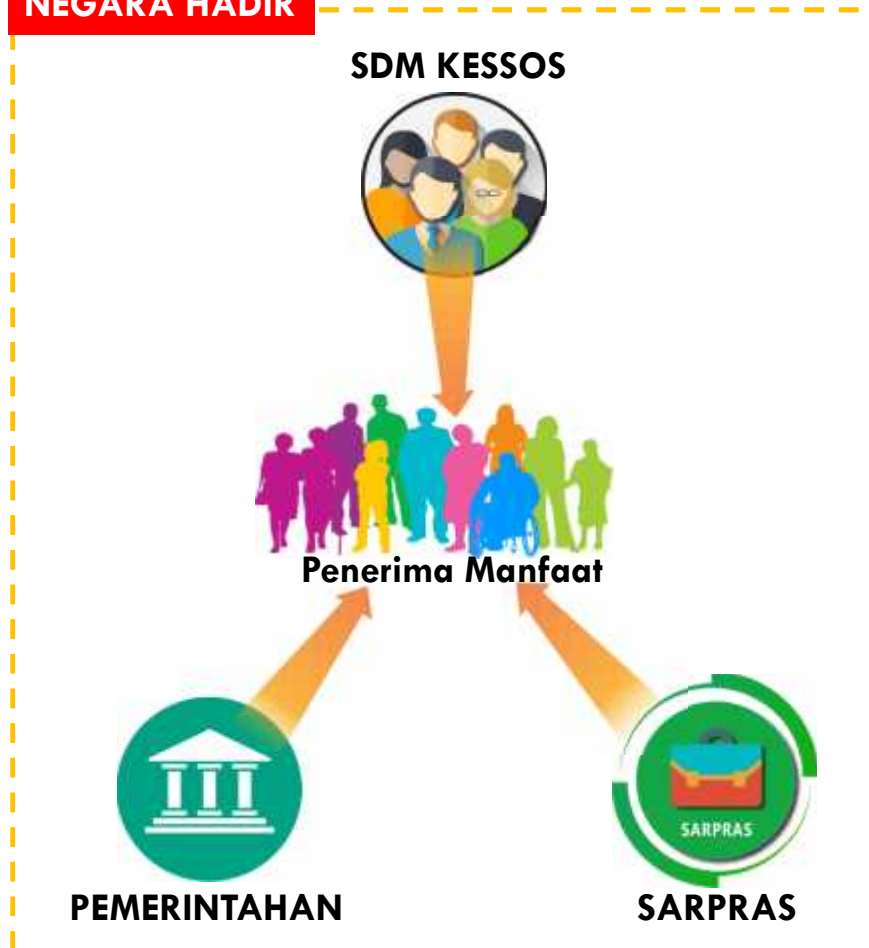 NEGARA HADIR
SDM KESSOS
Penerima Manfaat
SARPRAS
PEMERINTAHAN
SARPRAS